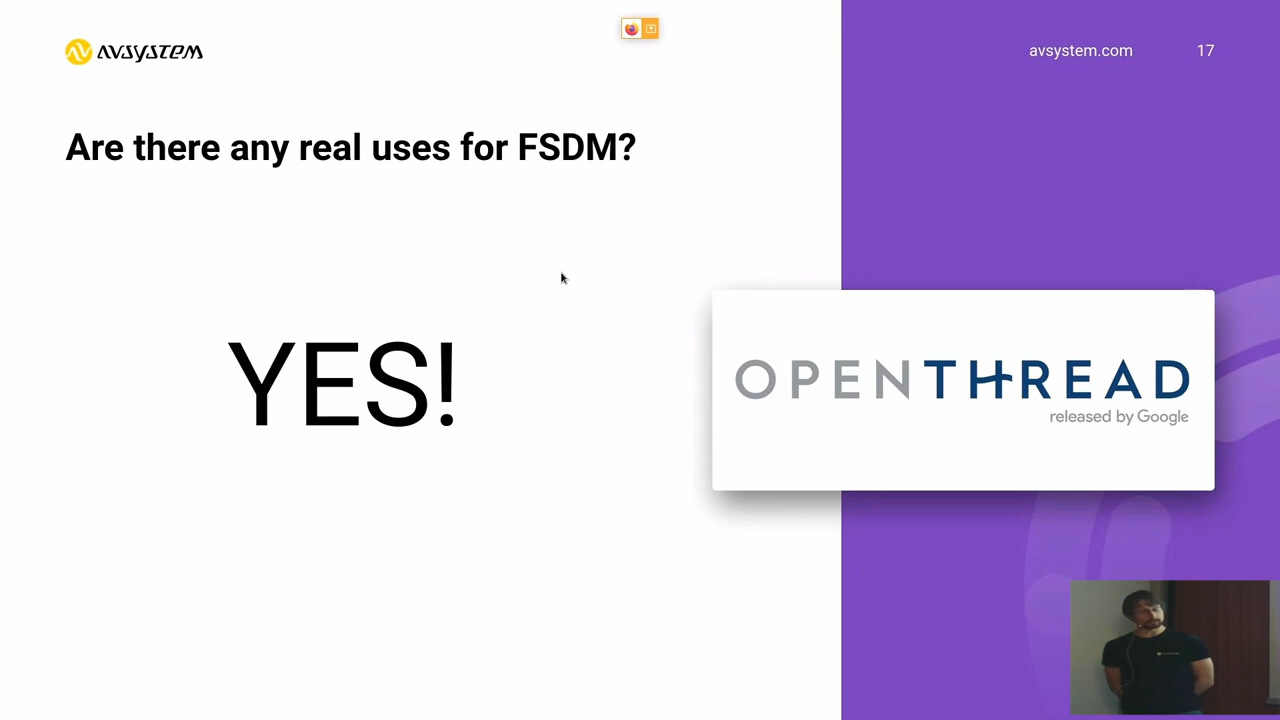 AVSYSTEM
avsystem.com
17
Are there any real uses for FSDM?
YES!
OPENTHREAD
released by Google